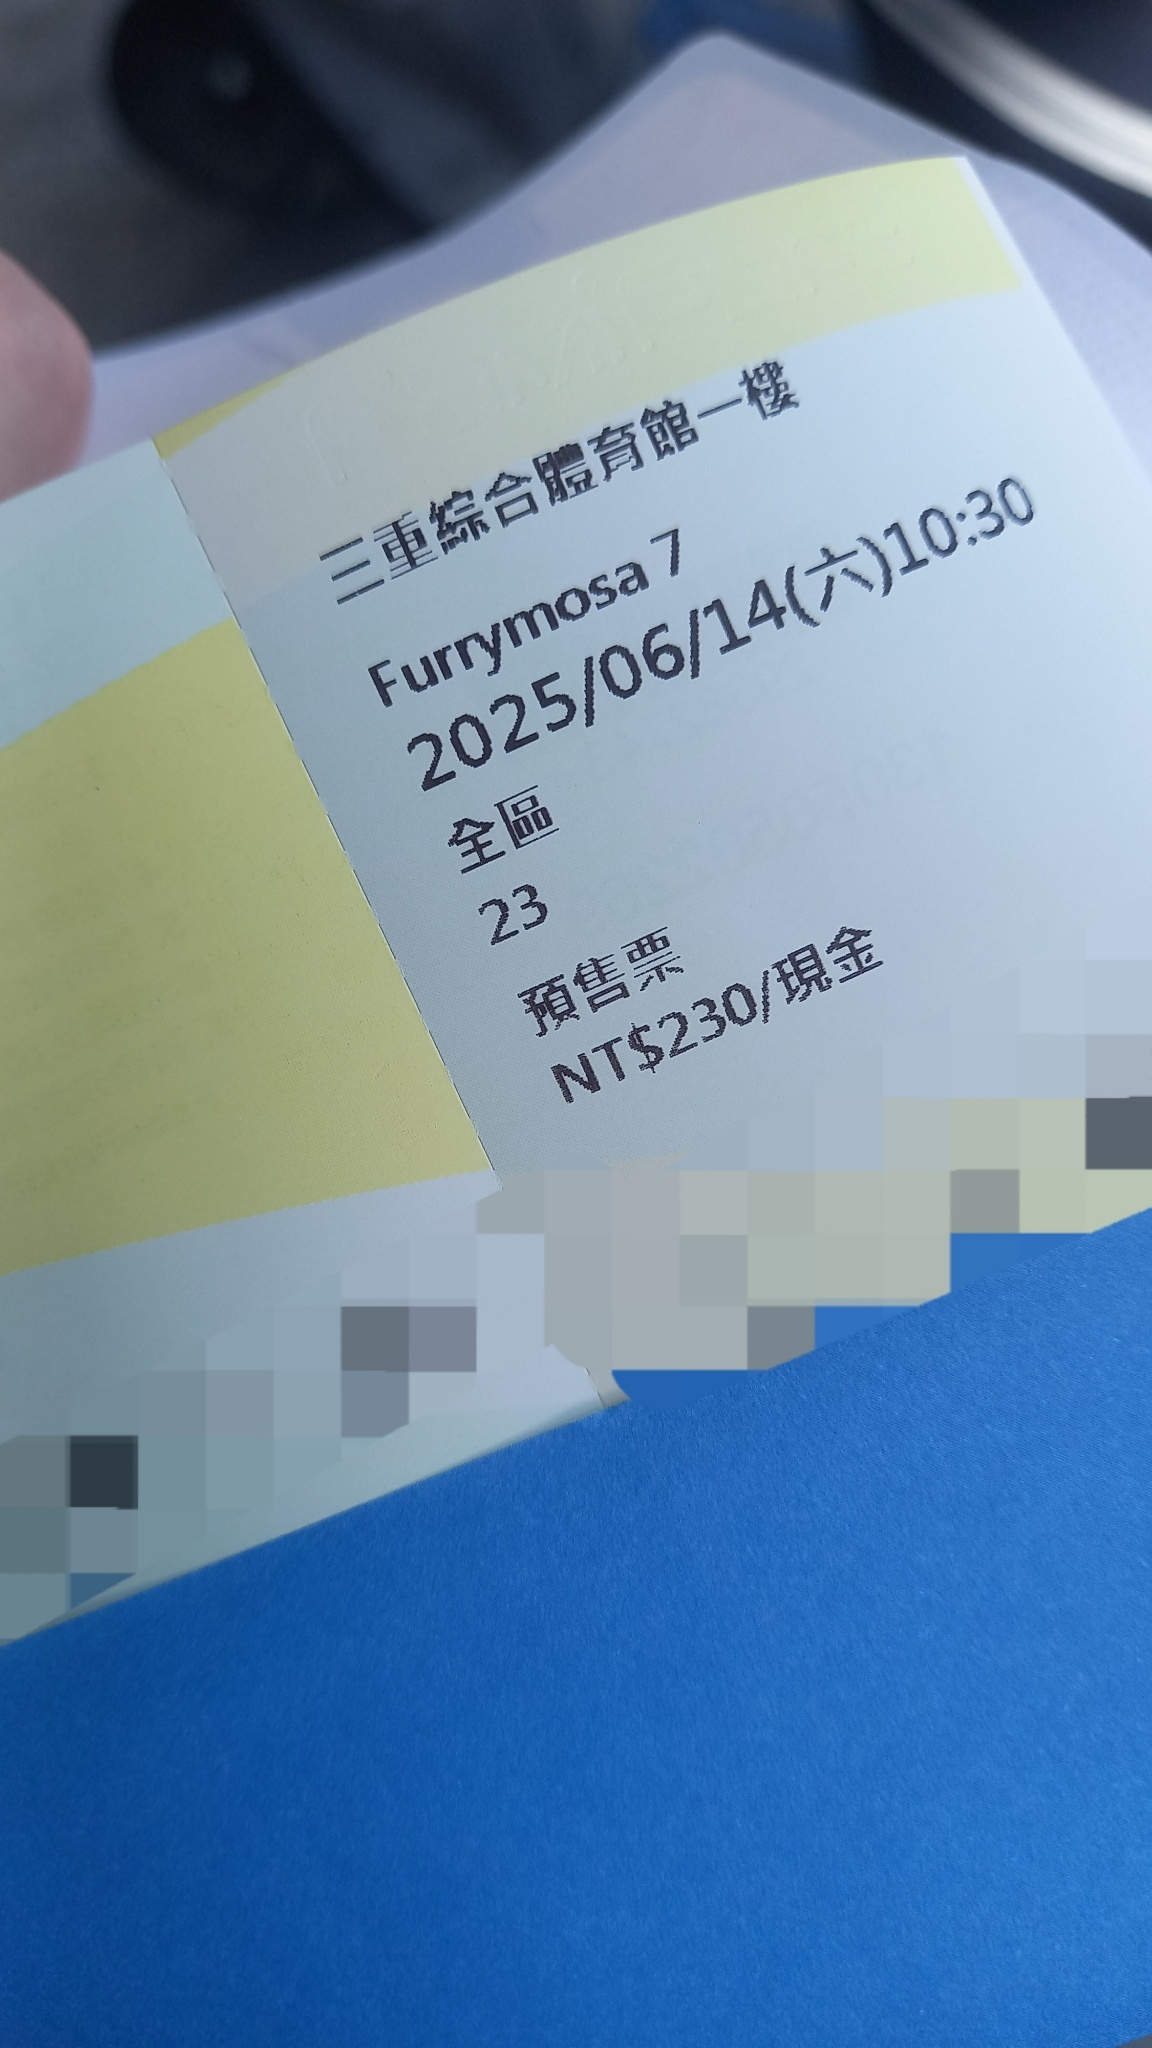 三重綜合體育館一樓
Furrymosa 7
2025/06/14(六)10:30
全區
23
預售票
NT$230/現金